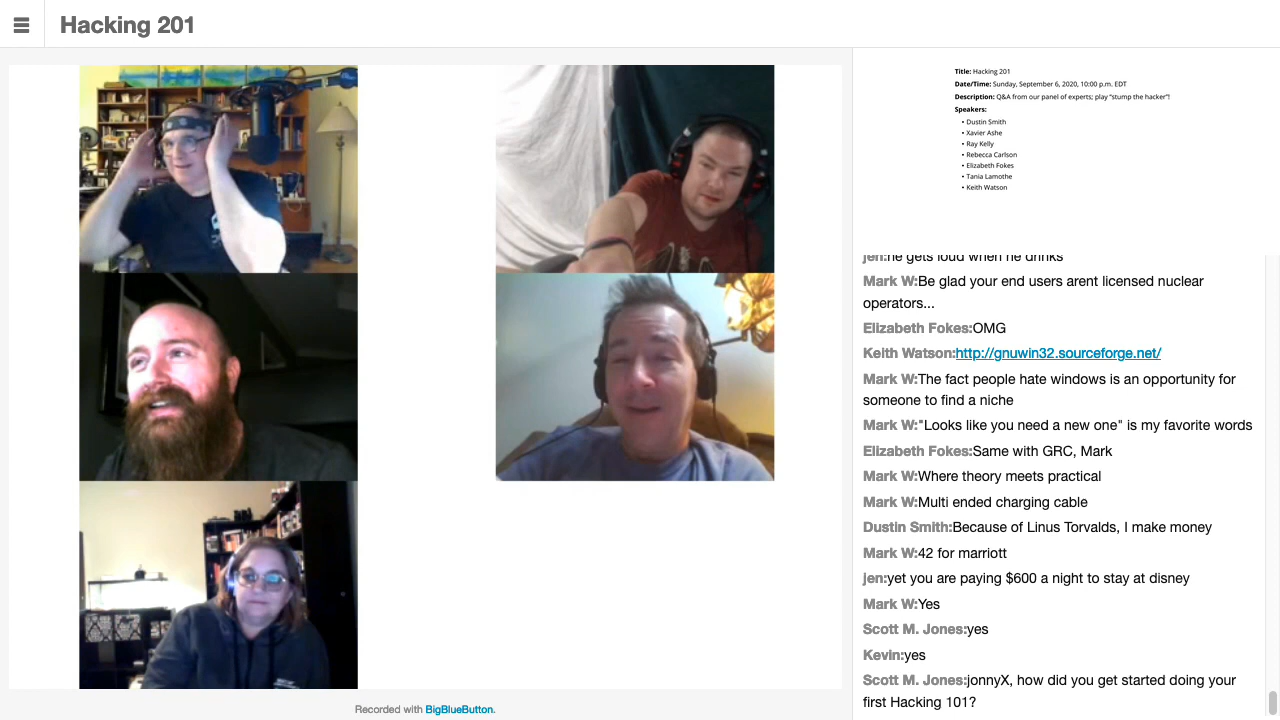 Hacking 201
Title: Hacking 201
Date/Time: Sunday, September 6, 2020, 10:00 p.m. EDT
Description: Q&A from our panel of experts; play "stump the hacker"!
Speakers:
• Dustin Smith
• Xavier Ashe
• Ray Kelly
• Rebecca Carlson
• Elizabeth Fokes
• Tania Lamothe
• Keith Watson
jen:he gets loud when he drinks
Mark W:Be glad your end users arent licensed nuclear
operators...
Elizabeth Fokes:OMG
Keith Watson:http://gnuwin32.sourceforge.net/
Mark W:The fact people hate windows is an opportunity for
someone to find a niche
Mark W:"Looks like you need a new one" is my favorite words
Elizabeth Fokes:Same with GRC, Mark
Mark W:Where theory meets practical
Mark W:Multi ended charging cable
Dustin Smith:Because of Linus Torvalds, I make money
Mark W:42 for marriott
jen:yet you are paying $600 a night to stay at disney
Mark W:Yes
Scott M. Jones:yes
Kevin:yes
Scott M. Jones:jonnyX, how did you get started doing your
first Hacking 101?
Recorded with BigBlueButton.